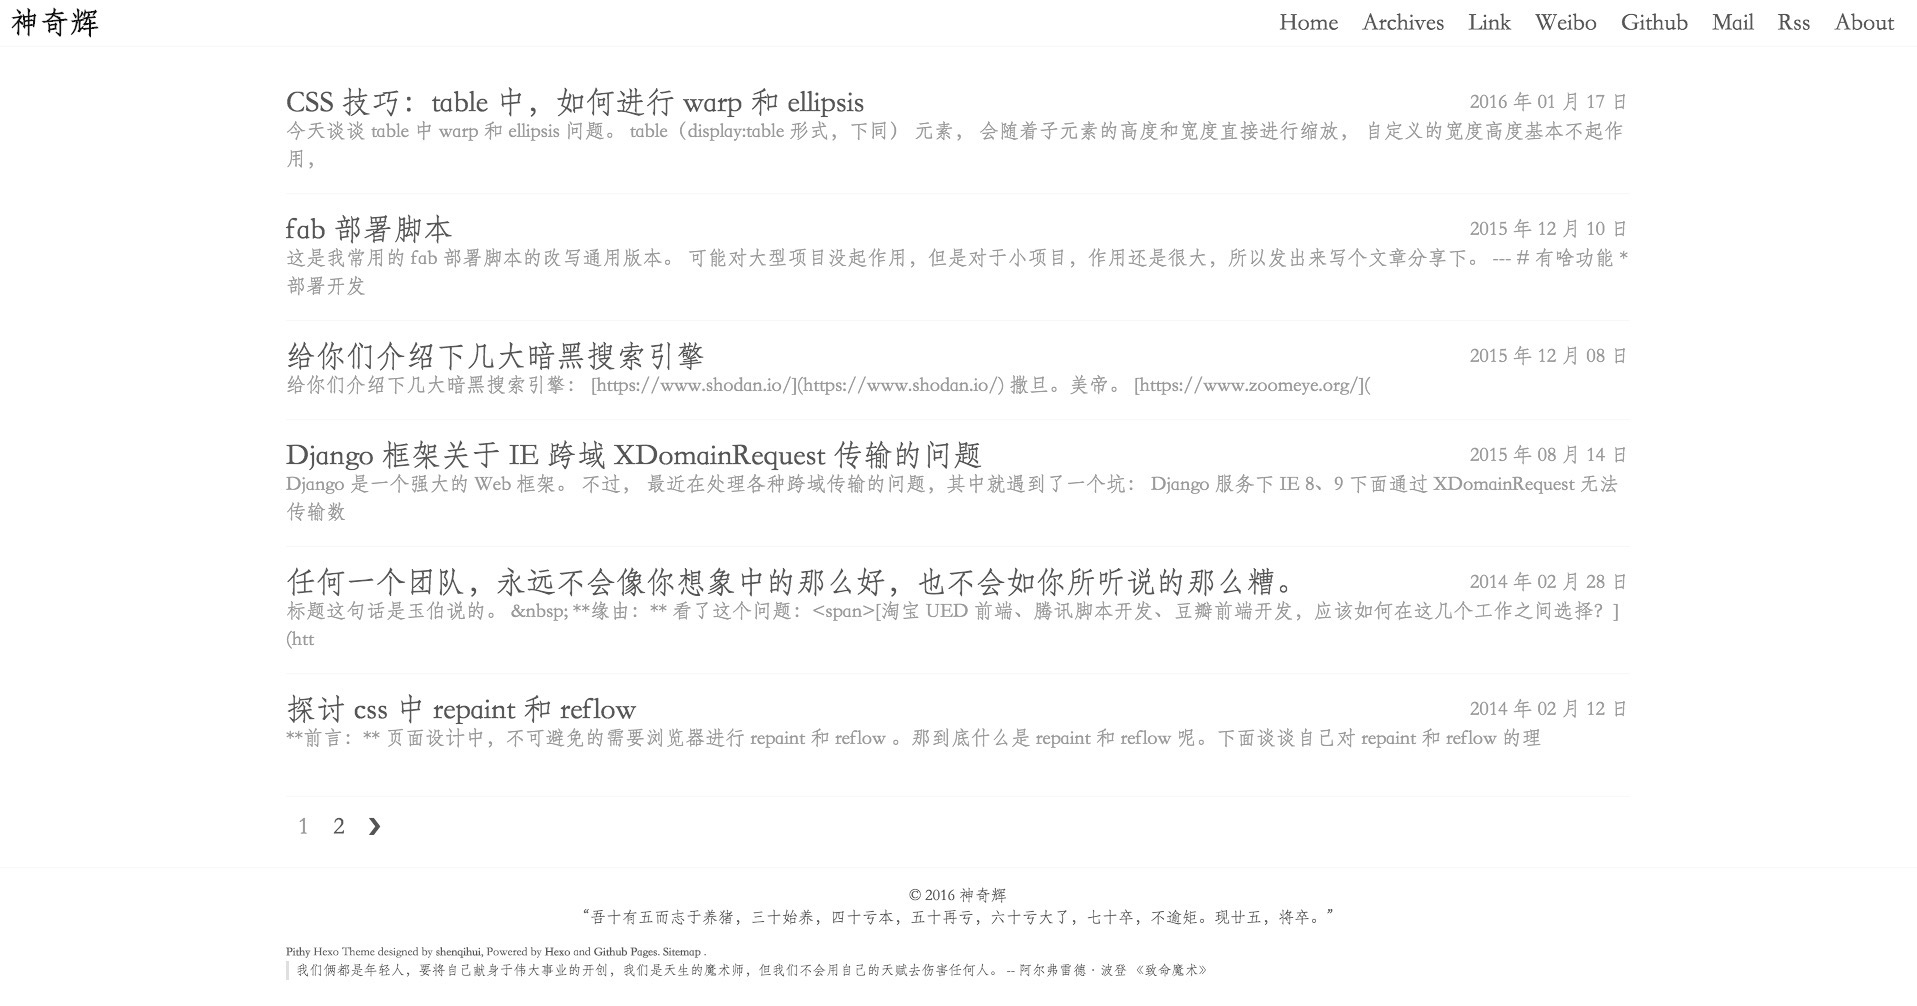 神奇辉
Home Archives Link Weibo Github Mail Rss About
CSS 技巧：table 中，如何进行 warp 和 ellipsis
2016 年 01 月 17 日
今天谈谈 table 中 warp 和 ellipsis 问题。 table（display:table 形式，下同） 元素， 会随着子元素的高度和宽度直接进行缩放， 自定义的宽度高度基本不起作
用，
fab 部署脚本
2015 年 12 月 10 日
这是我常用的 fab 部署脚本的改写通用版本。 可能对大型项目没起作用，但是对于小项目，作用还是很大，所以发出来写个文章分享下。 --- # 有啥功能 *
部署开发
给你们介绍下几大暗黑搜索引擎
2015 年 12 月 08 日
给你们介绍下几大暗黑搜索引擎： [https://www.shodan.io/](https://www.shodan.io/) 撒旦。美帝。 [https://www.zoomeye.org/](
Django 框架关于 IE 跨域 XDomainRequest 传输的问题
2015 年 08 月 14 日
Django 是一个强大的 Web 框架。 不过， 最近在处理各种跨域传输的问题，其中就遇到了一个坑： Django 服务下 IE 8、9 下面通过 XDomainRequest 无法
传输数
任何一个团队，永远不会像你想象中的那么好，也不会如你所听说的那么糟。
2014 年 02 月 28 日
标题这句话是玉伯说的。 &nbsp; **缘由：** 看了这个问题：<span>[淘宝 UED 前端、腾讯脚本开发、豆瓣前端开发，应该如何在这几个工作之间选择？]
(htt
探讨 css 中 repaint 和 reflow
2014 年 02 月 12 日
**前言：** 页面设计中，不可避免的需要浏览器进行 repaint 和 reflow 。那到底什么是 repaint 和 reflow 呢。下面谈谈自己对 repaint 和 reflow 的理
1 2 ❯
© 2016 神奇辉
“吾十有五而志于养猪，三十始养，四十亏本，五十再亏，六十亏大了，七十卒，不逾矩。现廿五，将卒。”
Pithy Hexo Theme designed by shenqihui, Powered by Hexo and Github Pages. Sitemap .
我们俩都是年轻人，要将自己献身于伟大事业的开创，我们是天生的魔术师，但我们不会用自己的天赋去伤害任何人。 -- 阿尔弗雷德·波登 《致命魔术》